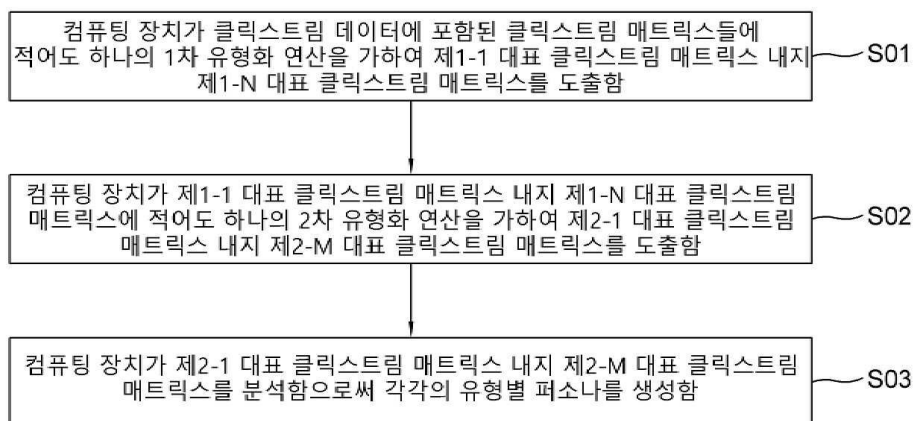 컴퓨팅 장치가 클릭스트림 데이터에 포함된 클릭스트림 매트릭스들에
적어도 하나의 1차 유형화 연산을 가하여 제1-1 대표 클릭스트림 매트릭스 내지
제1-N 대표 클릭스트림 매트릭스를 도출함
S01
컴퓨팅 장치가 제1-1 대표 클릭스트림 매트릭스 내지 제1-N 대표 클릭스트림
매트릭스에 적어도 하나의 2차 유형화 연산을 가하여 제2-1 대표 클릭스트림
매트릭스 내지 제2-M 대표 클릭스트림 매트릭스를 도출함
S02
컴퓨팅 장치가 제2-1 대표 클릭스트림 매트릭스 내지 제2-M 대표 클릭스트림
매트릭스를 분석함으로써 각각의 유형별 퍼소나를 생성함
S03